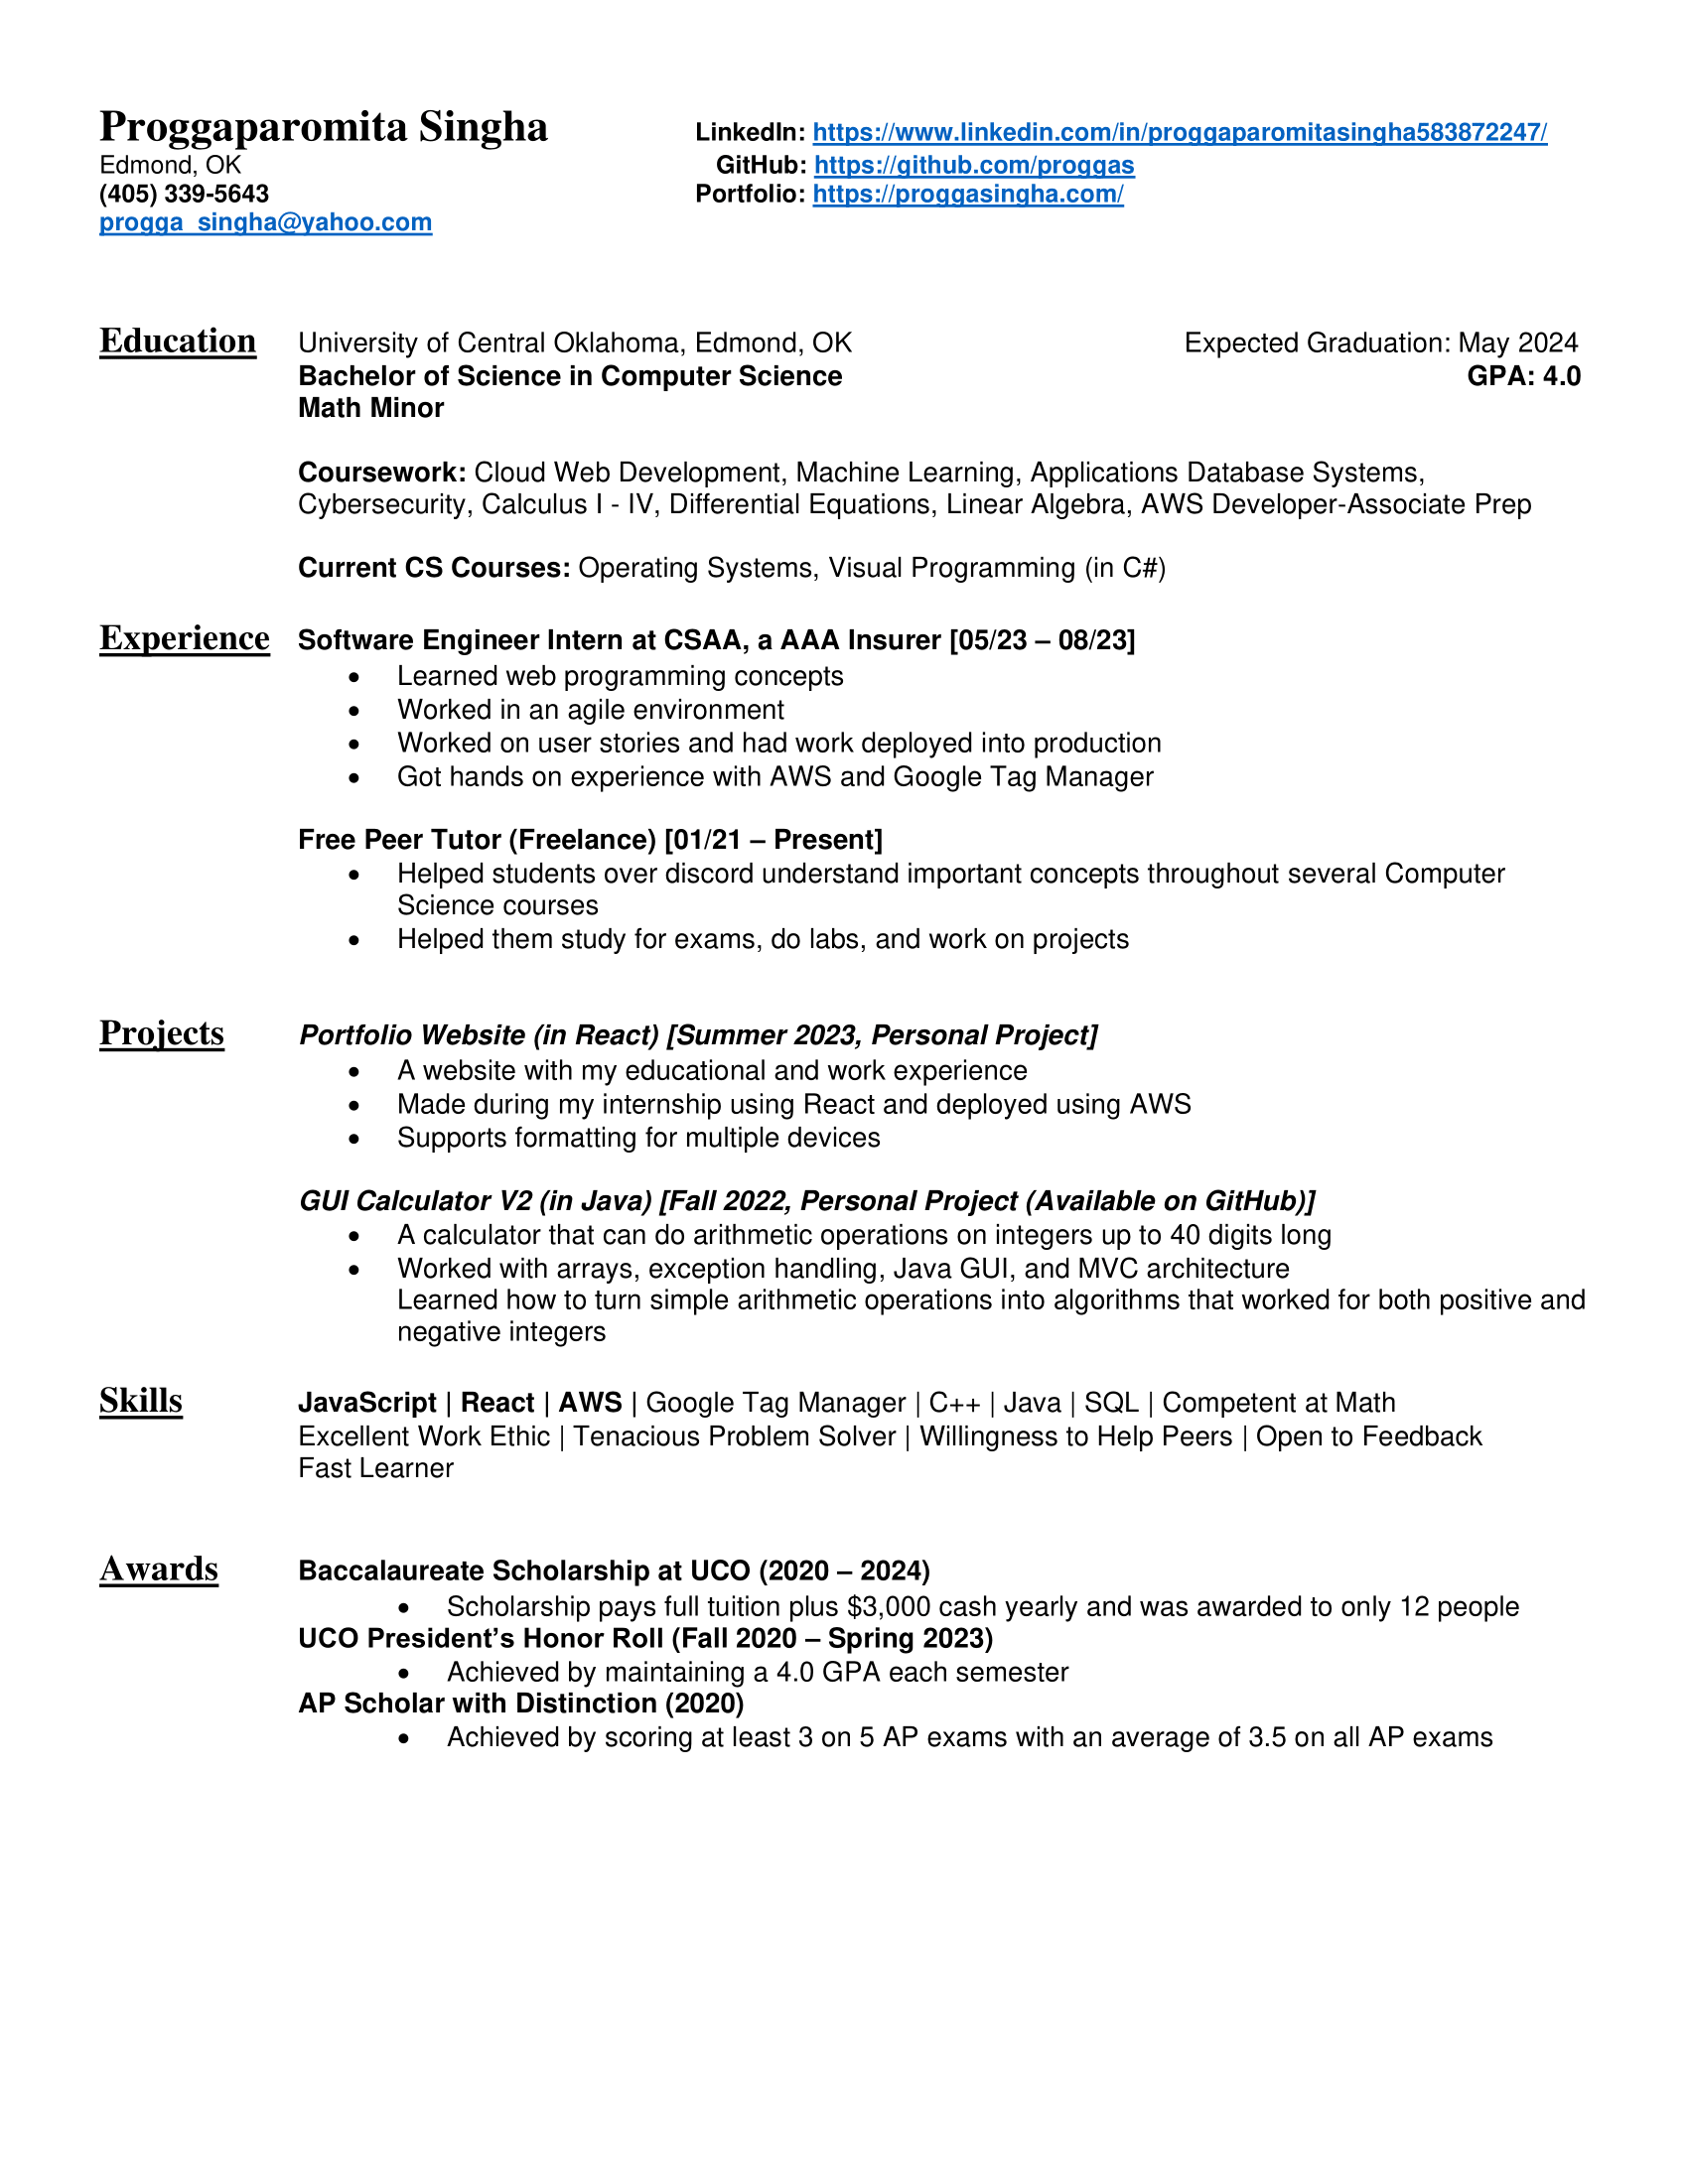 Proggaparomita Singha LinkedIn: https://www.linkedin.com/in/proggaparomitasingha583872247/
Edmond, OK GitHub: https://github.com/proggas
(405) 339-5643 Portfolio: https://proggasingha.com/
progga_singha@yahoo.com
Education University of Central Oklahoma, Edmond, OK Expected Graduation: May 2024
Bachelor of Science in Computer Science GPA: 4.0
Math Minor
Coursework: Cloud Web Development, Machine Learning, Applications Database Systems,
Cybersecurity, Calculus I - IV, Differential Equations, Linear Algebra, AWS Developer-Associate Prep
Current CS Courses: Operating Systems, Visual Programming (in C#)
Experience Software Engineer Intern at CSAA, a AAA Insurer [05/23 – 08/23]
• Learned web programming concepts
• Worked in an agile environment
• Worked on user stories and had work deployed into production
• Got hands on experience with AWS and Google Tag Manager
Free Peer Tutor (Freelance) [01/21 – Present]
• Helped students over discord understand important concepts throughout several Computer
Science courses
• Helped them study for exams, do labs, and work on projects
Projects Portfolio Website (in React) [Summer 2023, Personal Project]
• A website with my educational and work experience
• Made during my internship using React and deployed using AWS
• Supports formatting for multiple devices
GUI Calculator V2 (in Java) [Fall 2022, Personal Project (Available on GitHub)]
• A calculator that can do arithmetic operations on integers up to 40 digits long
• Worked with arrays, exception handling, Java GUI, and MVC architecture
Learned how to turn simple arithmetic operations into algorithms that worked for both positive and
negative integers
Skills JavaScript | React | AWS | Google Tag Manager | C++ | Java | SQL | Competent at Math
Excellent Work Ethic | Tenacious Problem Solver | Willingness to Help Peers | Open to Feedback
Fast Learner
Awards Baccalaureate Scholarship at UCO (2020 – 2024)
• Scholarship pays full tuition plus $3,000 cash yearly and was awarded to only 12 people
UCO President’s Honor Roll (Fall 2020 – Spring 2023)
• Achieved by maintaining a 4.0 GPA each semester
AP Scholar with Distinction (2020)
• Achieved by scoring at least 3 on 5 AP exams with an average of 3.5 on all AP exams